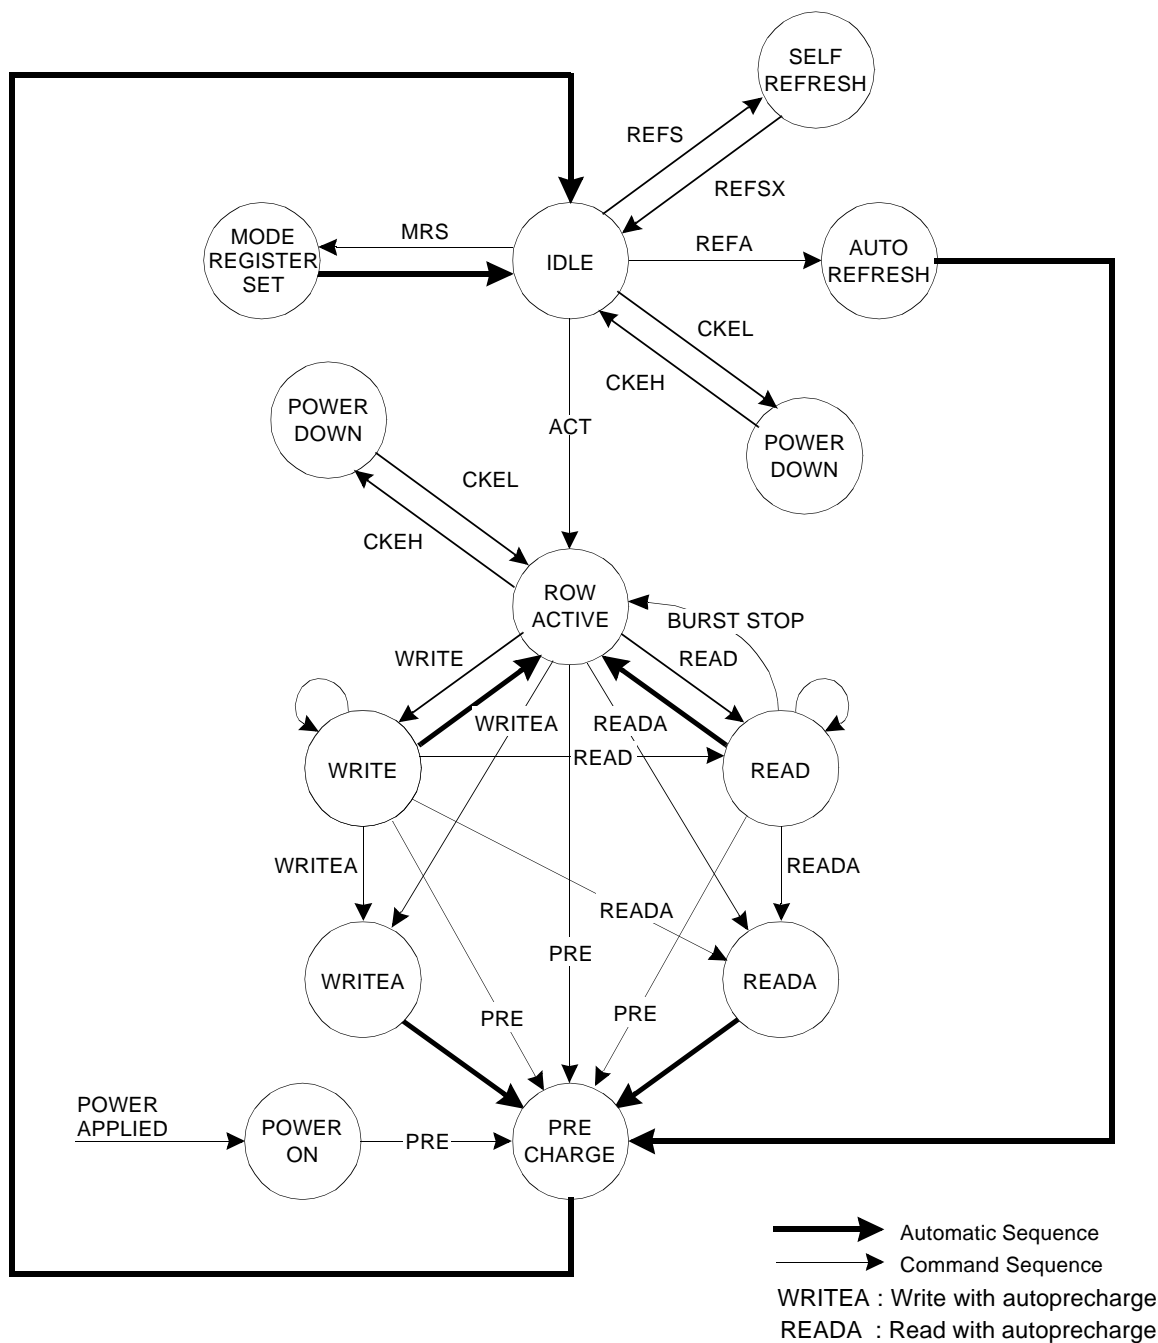 SELF
REFRESH
REFS
REFSX
MODE
REGISTER
SET
MRS
IDLE
REFA
AUTO
REFRESH
CKEL
CKEH
POWER
DOWN
ACT
POWER
DOWN
CKEL
CKEH
ROW
ACTIVE
BURST STOP
WRITE
READ
WRITEA
READA
WRITE
READ
READ
WRITEA
READA
READA
PRE
WRITEA
READA
PRE
PRE
POWER
APPLIED
POWER
ON
PRE
PRE
CHARGE
Automatic Sequence
Command Sequence
WRITEA : Write with autoprecharge
READA : Read with autoprecharge